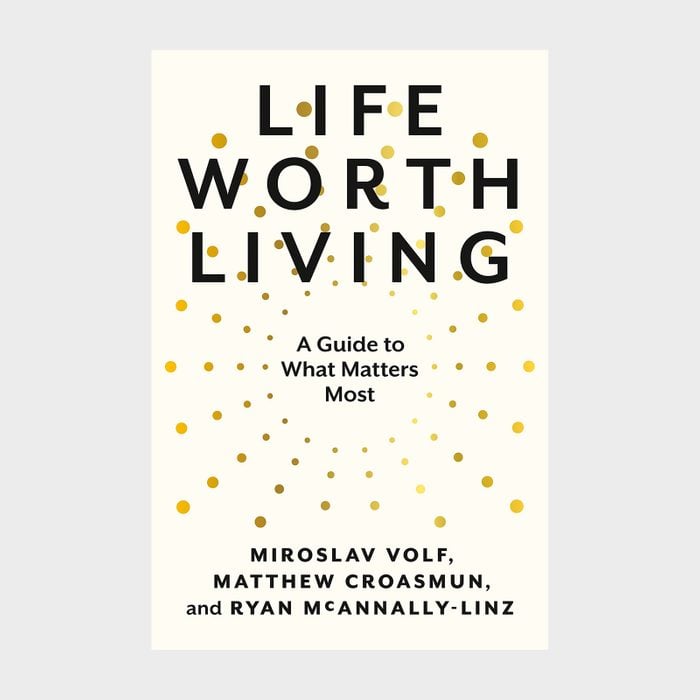 LIFE
WORTH
LIVING
A Guide to
What Matters
Most
MIROSLAV VOLF,
MATTHEW CROASMUN,
and RYAN McANNALLY-LINZ